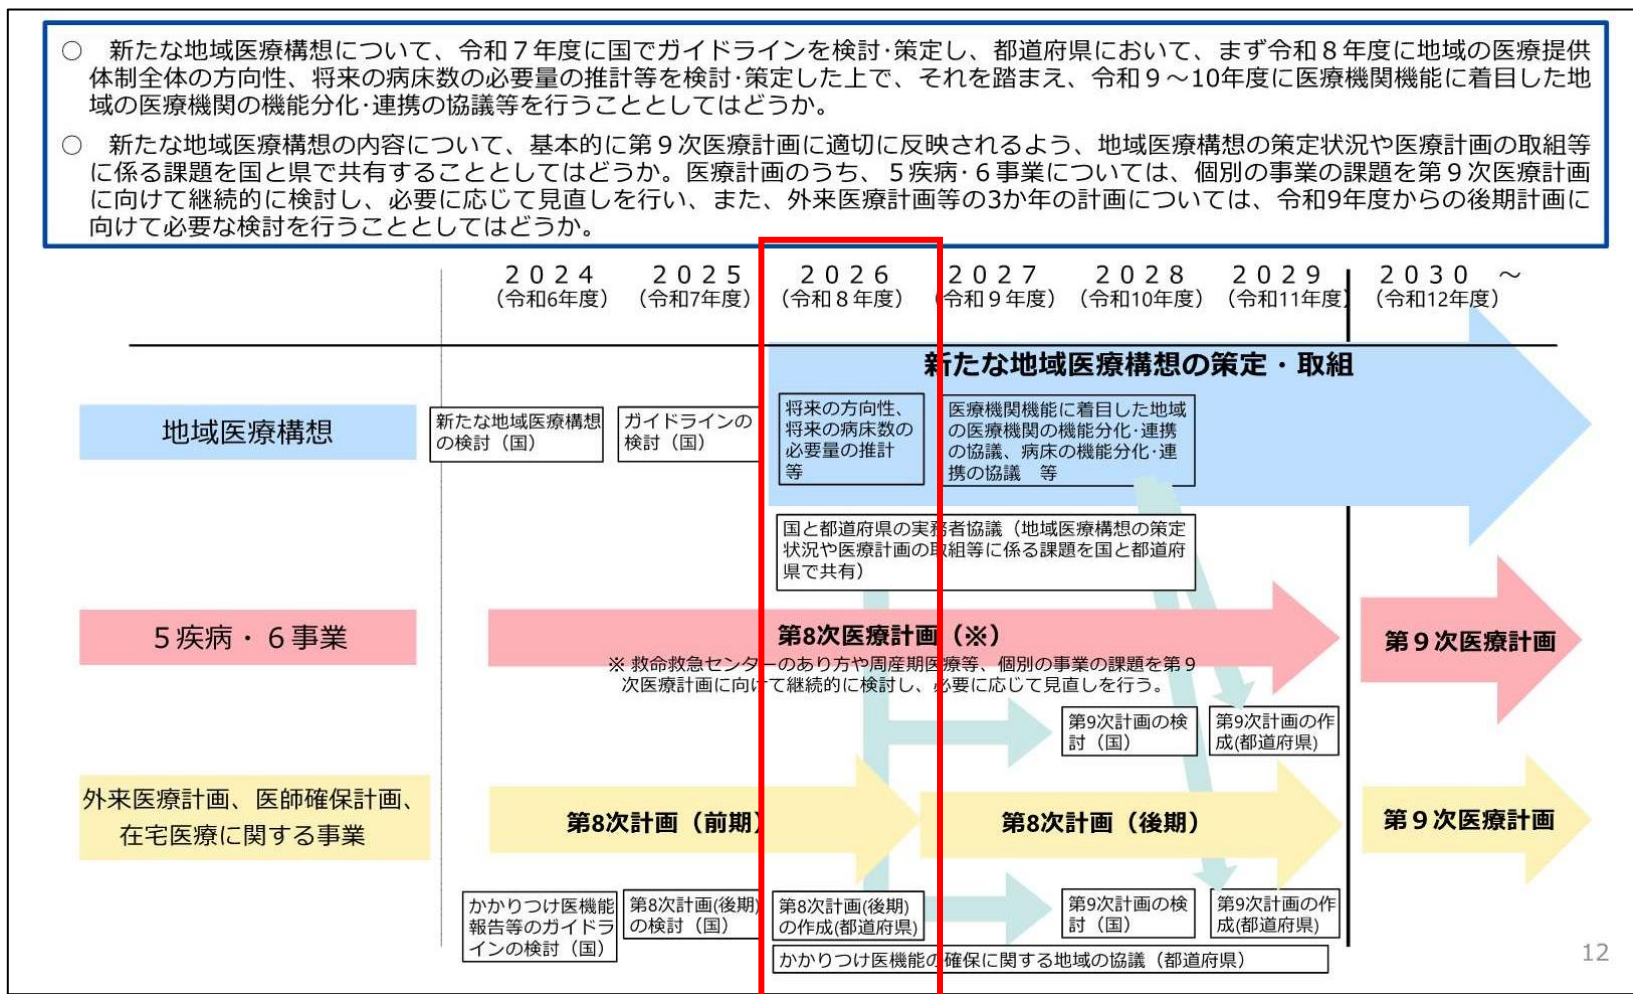 ○　新たな地域医療構想について、令和７年度に国でガイドラインを検討･策定し、都道府県において、まず令和８年度に地域の医療提供
体制全体の方向性、将来の病床数の必要量の推計等を検討･策定した上で、それを踏まえ、令和９～10年度に医療機関機能に着目した地
域の医療機関の機能分化･連携の協議等を行うこととしてはどうか。
○　新たな地域医療構想の内容について、基本的に第９次医療計画に適切に反映されるよう、地域医療構想の策定状況や医療計画の取組等
に係る課題を国と県で共有することとしてはどうか。医療計画のうち、５疾病･６事業については、個別の事業の課題を第９次医療計画
に向けて継続的に検討し、必要に応じて見直しを行い、また、外来医療計画等の3か年の計画については、令和9年度からの後期計画に
向けて必要な検討を行うこととしてはどうか。
２０２４　２０２５　２０２６　２０２７　２０２８　２０２９　２０３０　～
（令和6年度）（令和7年度）（令和８年度）（令和９年度）（令和10年度）（令和11年度）（令和12年度）
新たな地域医療構想の策定・取組
地域医療構想
新たな地域医療構想
の検討（国）
ガイドラインの
検討（国）
将来の方向性、
将来の病床数の
必要量の推計
等
医療機関機能に着目した地域
の医療機関の機能分化･連携
の協議、病床の機能分化･連
携の協議　等
国と都道府県の実務者協議（地域医療構想の策定
状況や医療計画の取組等に係る課題を国と都道府
県で共有）
５疾病・６事業
第8次医療計画（※）
第９次医療計画
※ 救命救急センターのあり方や周産期医療等、個別の事業の課題を第９
次医療計画に向けて継続的に検討し、必要に応じて見直しを行う。
第9次計画の検
討（国）
第9次計画の作
成(都道府県)
外来医療計画、医師確保計画、
在宅医療に関する事業
第8次計画（前期）
第8次計画（後期）
第９次医療計画
かかりつけ医機能
報告等のガイドラ
インの検討（国）
第8次計画(後期)
の検討（国）
第8次計画(後期)
の作成(都道府県)
第9次計画の検
討（国）
第9次計画の作
成(都道府県)
かかりつけ医機能の確保に関する地域の協議（都道府県）
12